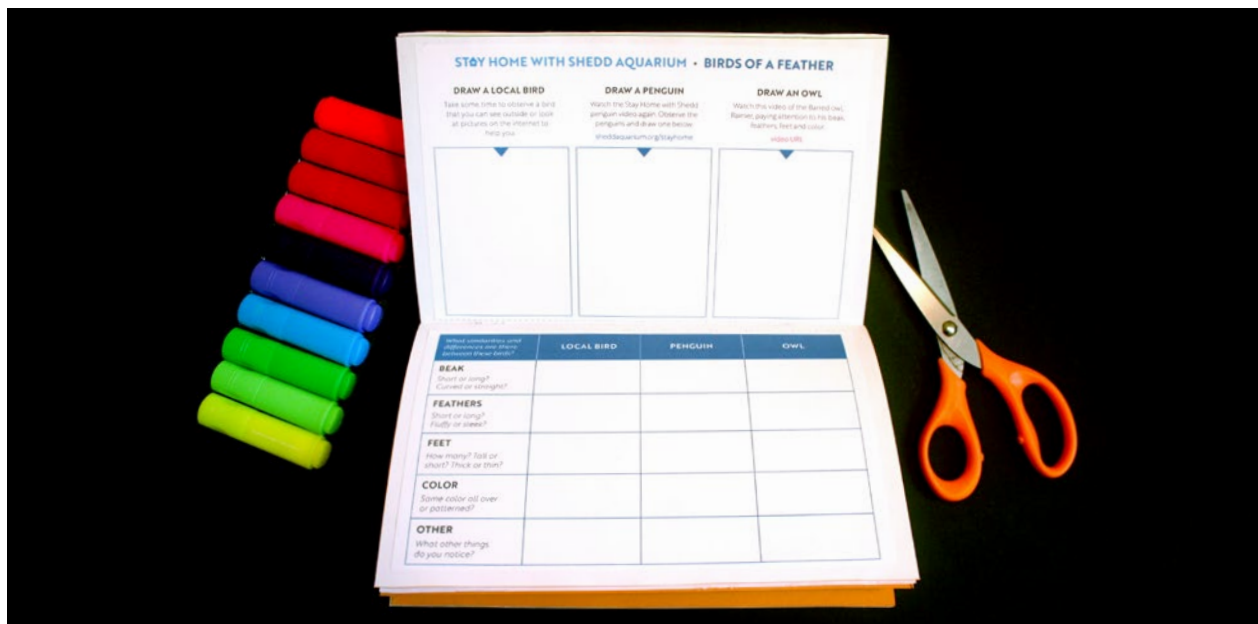 STAY HOME WITH SHEDD AQUARIUM • BIRDS OF A FEATHER
DRAW A LOCAL BIRD
Take some time to observe a bird
that you can see outside or look
at pictures on the internet to
help you.
DRAW A PENGUIN
Watch the Stay Home with Shedd
penguin video again. Observe the
penguins and draw one below.
sheddaquarium.org/stayhome
DRAW AN OWL
Watch this video of the Barred owl,
Rainier, paying attention to his beak,
feathers, feet and color.
video URL
What similarities and
differences are there
between these birds?
LOCAL BIRD
PENGUIN
OWL
BEAK
Short or long?
Curved or straight?
FEATHERS
Short or long?
Fluffy or sleek?
FEET
How many? Tall or
short? Thick or thin?
COLOR
Same color all over
or patterned?
OTHER
What other things
do you notice?